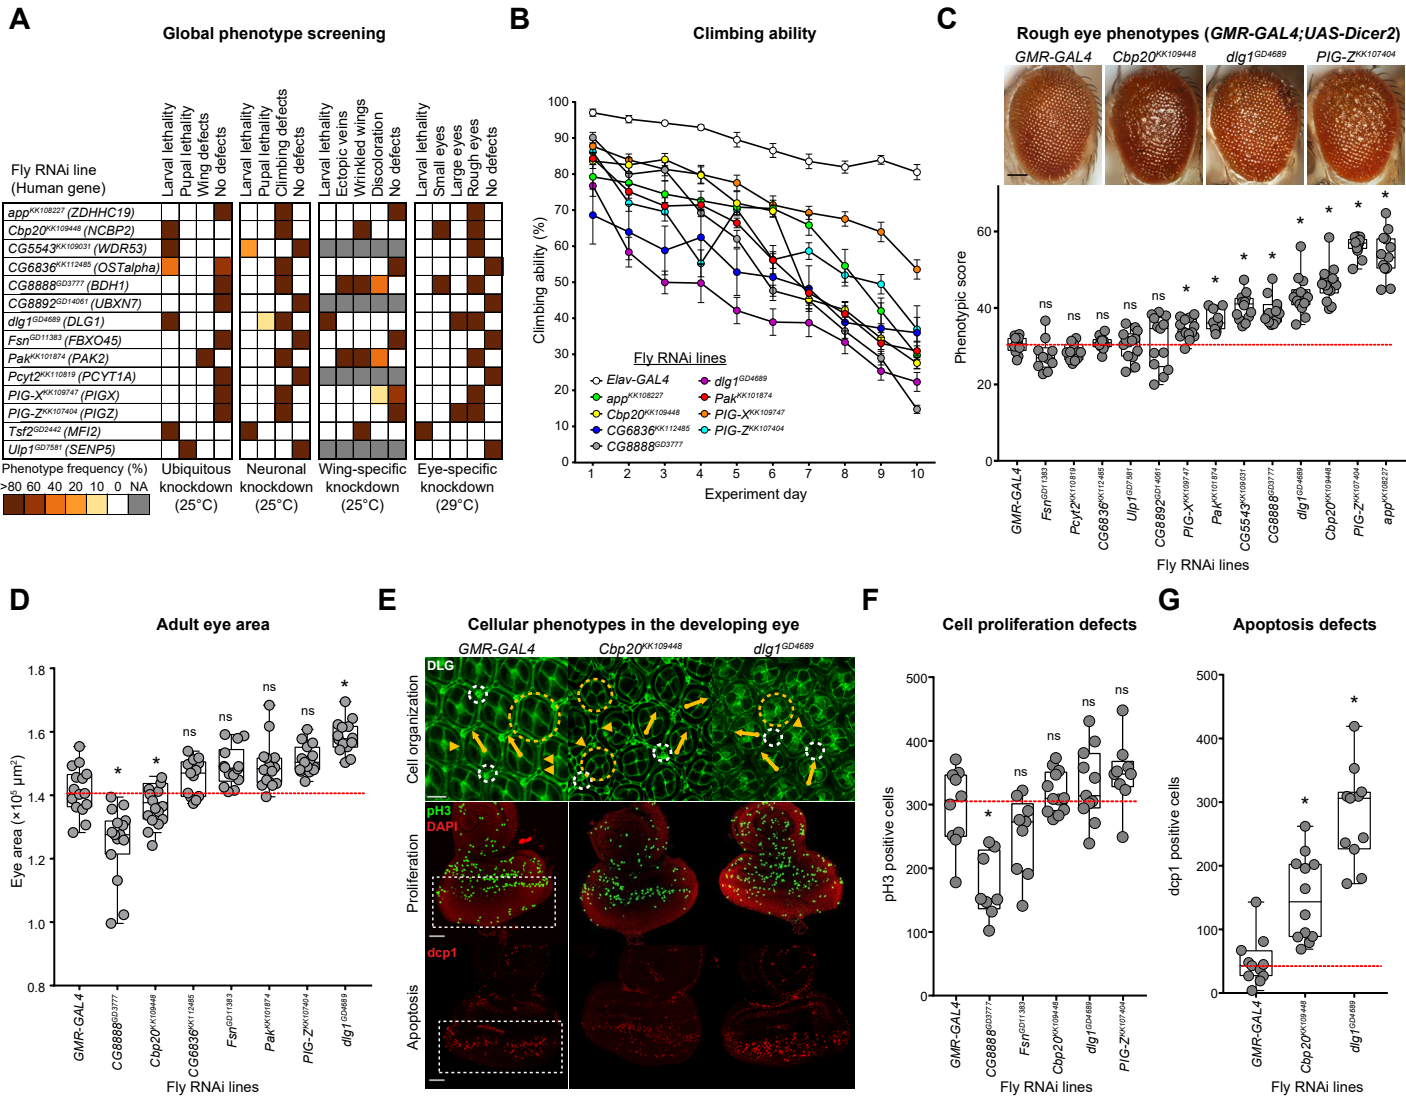 A
Global phenotype screening
Fly RNAi line
(Human gene)
Larval lethality
Pupal lethality
Wing defects
No defects
Larval lethality
Pupal lethality
Climbing defects
No defects
Larval lethality
Ectopic veins
Wrinkled wings
Discoloration
No defects
Larval lethality
Small eyes
Large eyes
Rough eyes
No defects
app^KK108227 (ZDHHC19)
Cbp20^KK109448 (NCBP2)
CG5543^KK109031 (WDR53)
CG6836^KK112485 (OSTalpha)
CG8888^GD3777 (BDH1)
CG8892^GD14061 (UBXN7)
dlg1^GD4689 (DLG1)
Fsn^GD11383 (FBXO45)
Pak^KK101874 (PAK2)
Pcyt2^KK110819 (PCYT1A)
PIG-X^KK109747 (PIGX)
PIG-Z^KK107404 (PIGZ)
Tsf2^GD2442 (MFI2)
Ulp1^GD7581 (SENP5)
Phenotype frequency (%)
>80 60 40 20 10 0 NA
Ubiquitous
knockdown
(25°C)
Neuronal
knockdown
(25°C)
Wing-specific
knockdown
(25°C)
Eye-specific
knockdown
(29°C)
B
Climbing ability
Climbing ability (%)
100
90
80
70
60
50
40
30
20
10
0
Fly RNAi lines
Elav-GAL4
app^KK108227
Cbp20^KK109448
CG6836^KK112485
CG8888^GD3777
dlg1^GD4689
Pak^KK101874
PIG-X^KK109747
PIG-Z^KK107404
1 2 3 4 5 6 7 8 9 10
Experiment day
C
Rough eye phenotypes (GMR-GAL4;UAS-Dicer2)
GMR-GAL4 Cbp20^KK109448 dlg1^GD4689 PIG-Z^KK107404
Phenotypic score
60
40
20
0
ns ns ns ns ns * * * * * * * *
GMR-GAL4
Fsn^GD11383
Pcyt2^KK110819
CG6836^KK112485
Ulp1^GD7581
CG8892^GD14061
PIG-X^KK109747
Pak^KK101874
CG5543^KK109031
CG8888^GD3777
dlg1^GD4689
Cbp20^KK109448
PIG-Z^KK107404
app^KK108227
Fly RNAi lines
D
Adult eye area
Eye area (×10⁵ µm²)
1.8
1.6
1.4
1.2
1.0
0.8
* * ns ns ns ns *
GMR-GAL4
CG8888^GD3777
Cbp20^KK109448
CG6836^KK112485
Fsn^GD11383
Pak^KK101874
PIG-Z^KK107404
dlg1^GD4689
Fly RNAi lines
E
Cellular phenotypes in the developing eye
GMR-GAL4 Cbp20^KK109448 dlg1^GD4689
Cell organization
DLG
Proliferation
pH3
DAPI
Apoptosis
dcp1
F
Cell proliferation defects
pH3 positive cells
500
400
300
200
100
0
* ns ns ns ns
GMR-GAL4
CG8888^GD3777
Fsn^GD11383
Cbp20^KK109448
dlg1^GD4689
PIG-Z^KK107404
Fly RNAi lines
G
Apoptosis defects
dcp1 positive cells
500
400
300
200
100
0
* *
GMR-GAL4
Cbp20^KK109448
dlg1^GD4689
Fly RNAi lines